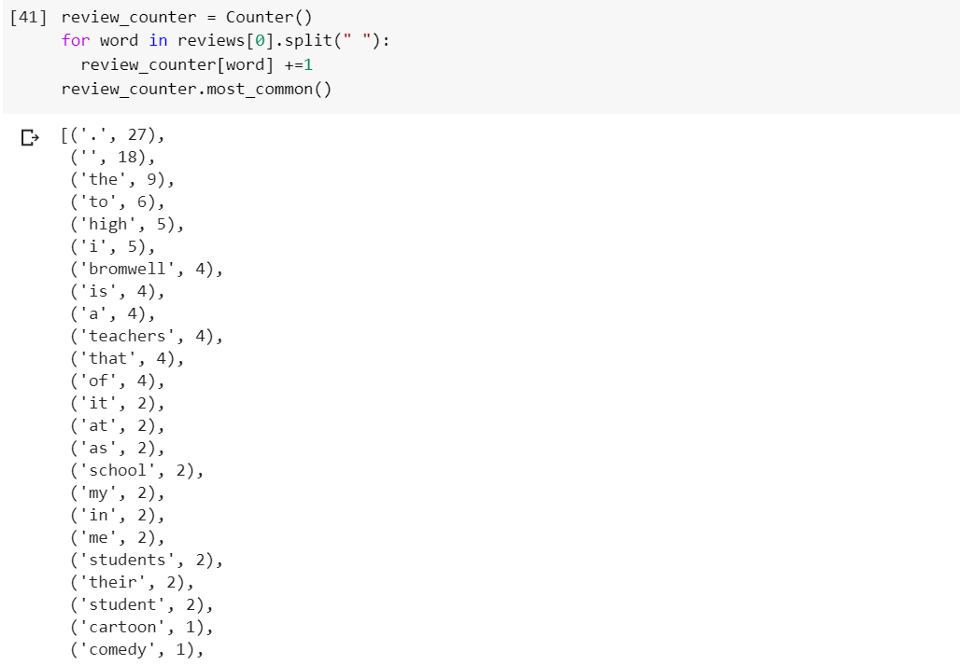 [41] review_counter = Counter()
for word in reviews[0].split(" "):
  review_counter[word] +=1
review_counter.most_common()
[('.', 27),
 ('', 18),
 ('the', 9),
 ('to', 6),
 ('high', 5),
 ('i', 5),
 ('bromwell', 4),
 ('is', 4),
 ('a', 4),
 ('teachers', 4),
 ('that', 4),
 ('of', 4),
 ('it', 2),
 ('at', 2),
 ('as', 2),
 ('school', 2),
 ('my', 2),
 ('in', 2),
 ('me', 2),
 ('students', 2),
 ('their', 2),
 ('student', 2),
 ('cartoon', 1),
 ('comedy', 1),